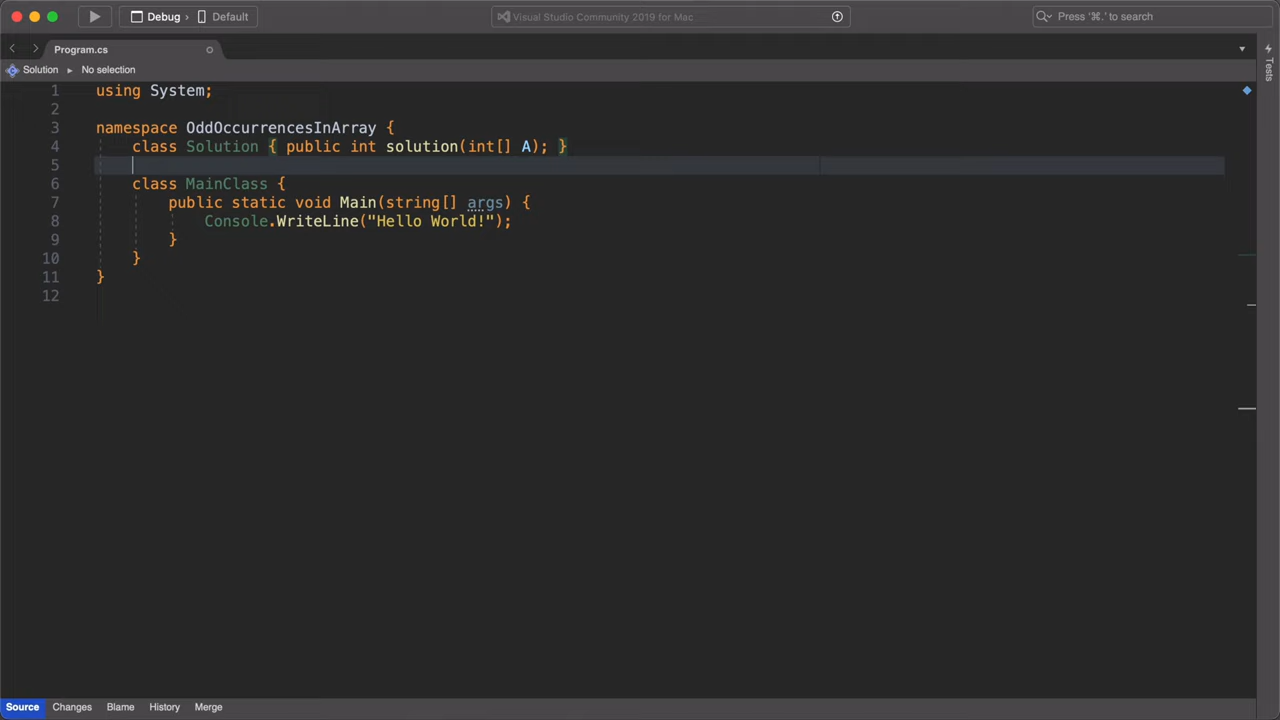 Debug › Default
Visual Studio Community 2019 for Mac
Press '⌘.' to search
Program.cs
Solution ▸ No selection
Tests
1 using System;
2
3 namespace OddOccurrencesInArray {
4 class Solution { public int solution(int[] A); }
5
6 class MainClass {
7 public static void Main(string[] args) {
8 Console.WriteLine("Hello World!");
9 }
10 }
11 }
12
Source Changes Blame History Merge